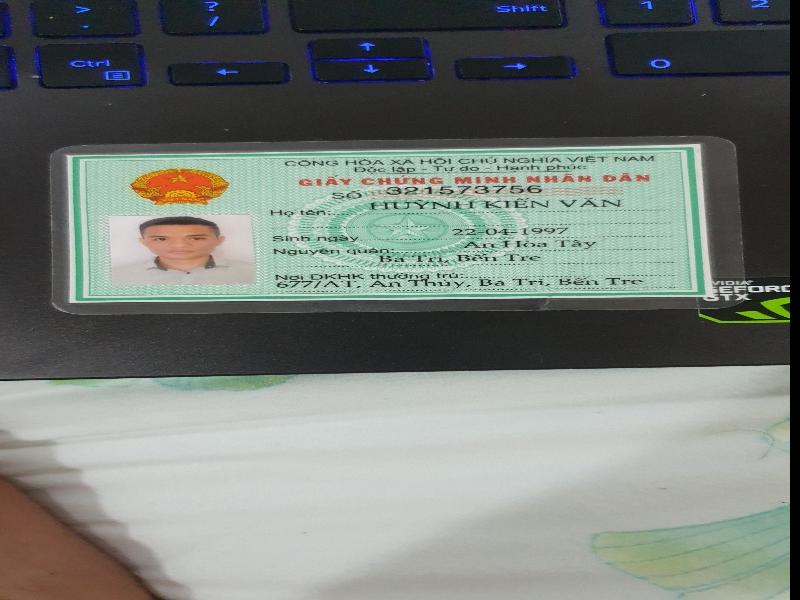 > .
? /
Shift
1
2
Ctrl
↑
←
↓
→
0
CỘNG HÒA XÃ HỘI CHỦ NGHĨA VIỆT NAM
Độc lập - Tự do - Hạnh phúc
GIẤY CHỨNG MINH NHÂN DÂN
SỐ 321573756
Họ tên: HUỲNH KIẾN VĂN
Sinh ngày 22-04-1997
Nguyên quán An Hòa Tây
Ba Tri, Bến Tre
Nơi ĐKHK thường trú:
677/AT, An Thủy, Ba Tri, Bến Tre
GEFORC
GTX